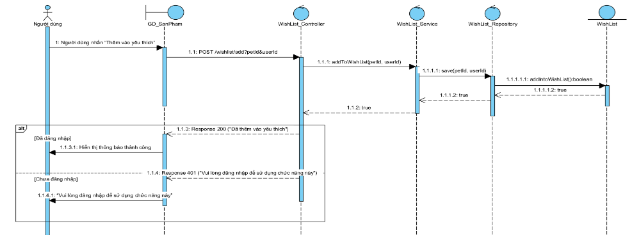 Người dùng
GD_SanPham
WishList_Controller
WishList_Service
WishList_Repository
WishList
1: Người dùng nhấn "Thêm vào yêu thích"
1.1: POST /wishlist/add?petId&userId
1.1.1: addToWishList(petId, userId)
1.1.1.1: save(petId, userId)
1.1.1.1.1: addIntoWishList():boolean
1.1.1.1.2: true
1.1.1.2: true
1.1.2: true
alt
1.1.3: Response 200 ("Đã thêm vào yêu thích")
[Đã đăng nhập]
1.1.3.1: Hiển thị thông báo thành công
1.1.4: Response 401 ("Vui lòng đăng nhập để sử dụng chức năng này")
[Chưa đăng nhập]
1.1.4.1: "Vui lòng đăng nhập để sử dụng chức năng này"